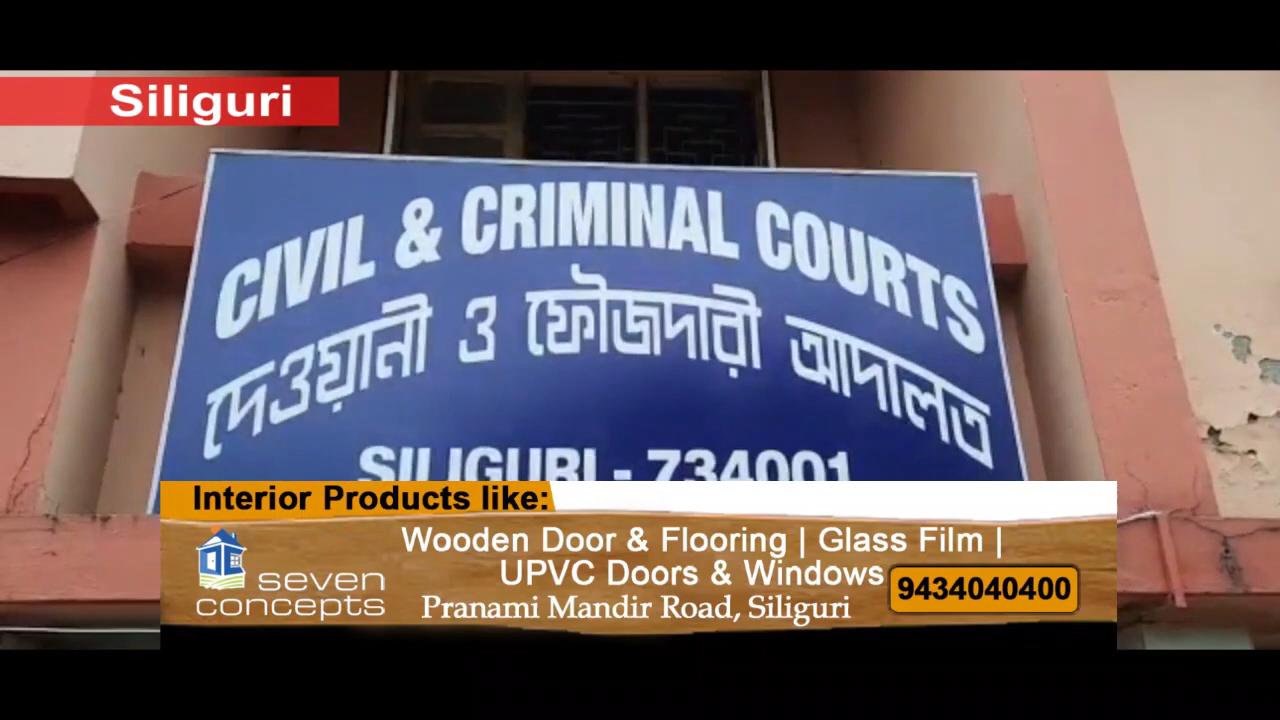 Siliguri
CIVIL & CRIMINAL COURTS
দেওয়ানী ও ফৌজদারী আদালত
SILIGURI - 734001
Interior Products like:
Wooden Door & Flooring | Glass Film |
UPVC Doors & Windows
9434040400
seven
concepts
Pranami Mandir Road, Siliguri